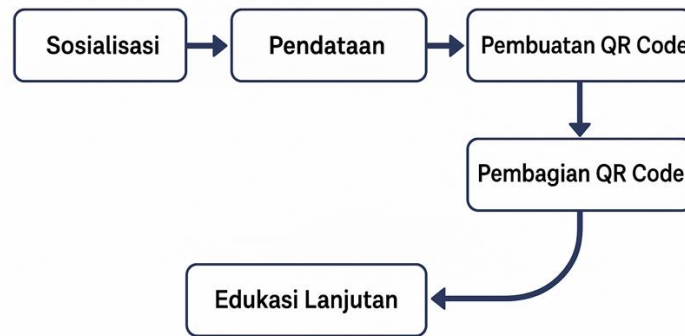 Sosialisasi
Pendataan
Pembuatan QR Code
Pembagian QR Code
Edukasi Lanjutan